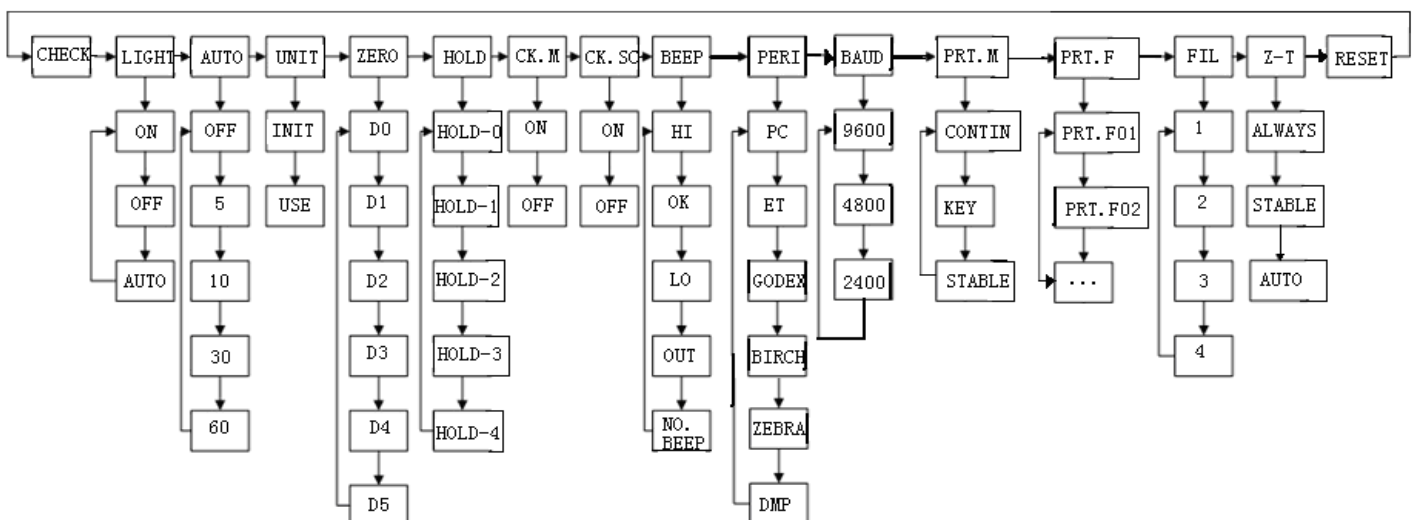 CHECK
LIGHT
AUTO
UNIT
ZERO
HOLD
CK.M
CK.SC
BEEP
PERI
BAUD
PRT.M
PRT.F
FIL
Z-T
RESET
ON
OFF
AUTO
OFF
5
10
30
60
INIT
USE
D0
D1
D2
D3
D4
D5
HOLD-0
HOLD-1
HOLD-2
HOLD-3
HOLD-4
ON
OFF
ON
OFF
HI
OK
LO
OUT
NO.
BEEP
PC
ET
GODEX
BIRCH
ZEBRA
DMP
9600
4800
2400
CONTIN
KEY
STABLE
PRT.F01
PRT.F02
...
1
2
3
4
ALWAYS
STABLE
AUTO